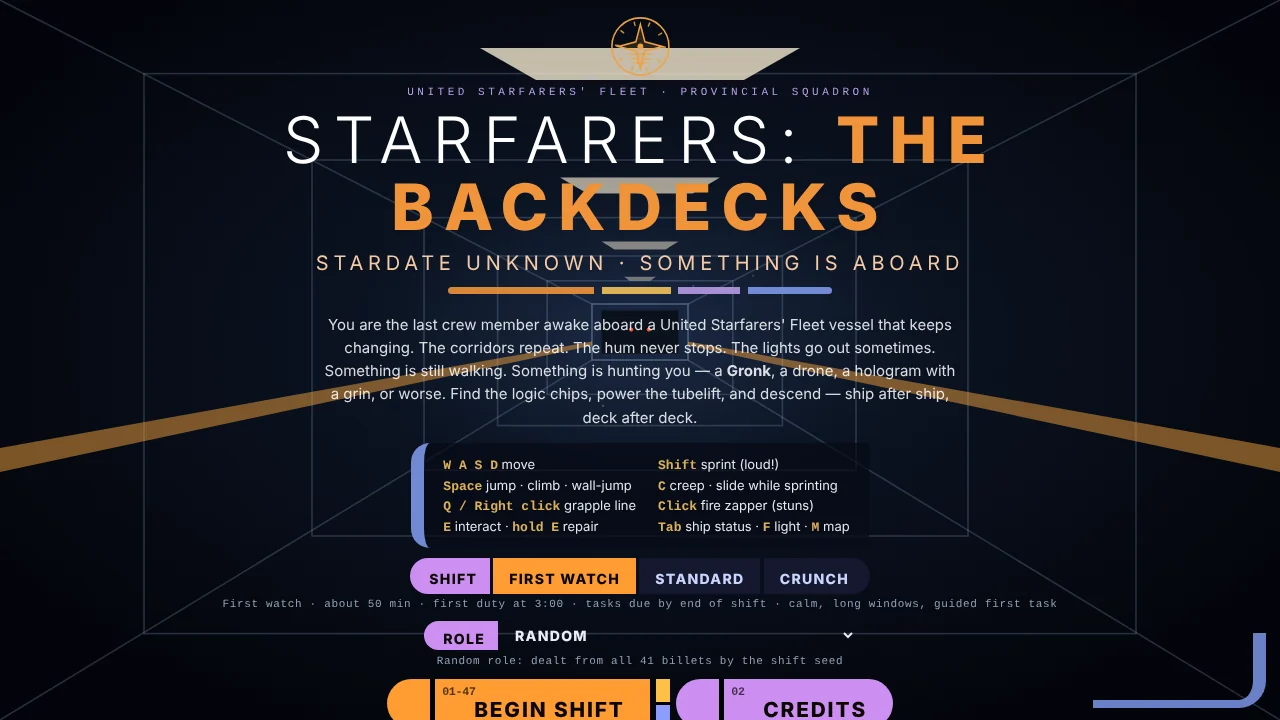 UNITED STARFARERS' FLEET · PROVINCIAL SQUADRON
STARFARERS: THE
BACKDECKS
STARDATE UNKNOWN · SOMETHING IS ABOARD
You are the last crew member awake aboard a United Starfarers' Fleet vessel that keeps
changing. The corridors repeat. The hum never stops. The lights go out sometimes.
Something is still walking. Something is hunting you — a Gronk, a drone, a hologram with
a grin, or worse. Find the logic chips, power the tubelift, and descend — ship after ship,
deck after deck.
W A S D move
Shift sprint (loud!)
Space jump · climb · wall-jump
C creep · slide while sprinting
Q / Right click grapple line
Click fire zapper (stuns)
E interact · hold E repair
Tab ship status · F light · M map
SHIFT FIRST WATCH STANDARD CRUNCH
First watch · about 50 min · first duty at 3:00 · tasks due by end of shift · calm, long windows, guided first task
ROLE RANDOM
Random role: dealt from all 41 billets by the shift seed
01-47
BEGIN SHIFT
02
CREDITS